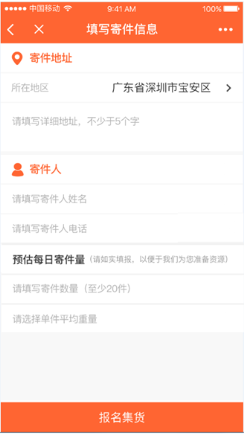 中国移动 9:41 AM 100%
填写寄件信息
寄件地址
所在地区 广东省深圳市宝安区
请填写详细地址，不少于5个字
寄件人
请填写寄件人姓名
请填写寄件人电话
预估每日寄件量 (请如实填报，以便于我们为您准备资源)
请填写寄件数量（至少20件）
请选择单件平均重量
报名集货